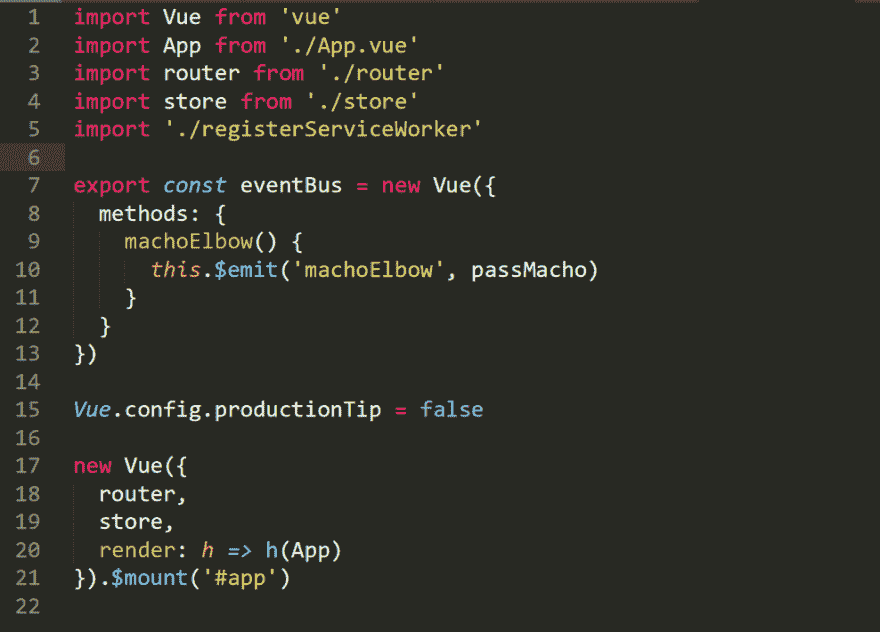 1 import Vue from 'vue'
2 import App from './App.vue'
3 import router from './router'
4 import store from './store'
5 import './registerServiceWorker'
6
7 export const eventBus = new Vue({
8   methods: {
9     machoElbow() {
10       this.$emit('machoElbow', passMacho)
11     }
12   }
13 })
14
15 Vue.config.productionTip = false
16
17 new Vue({
18   router,
19   store,
20   render: h => h(App)
21 }).$mount('#app')
22